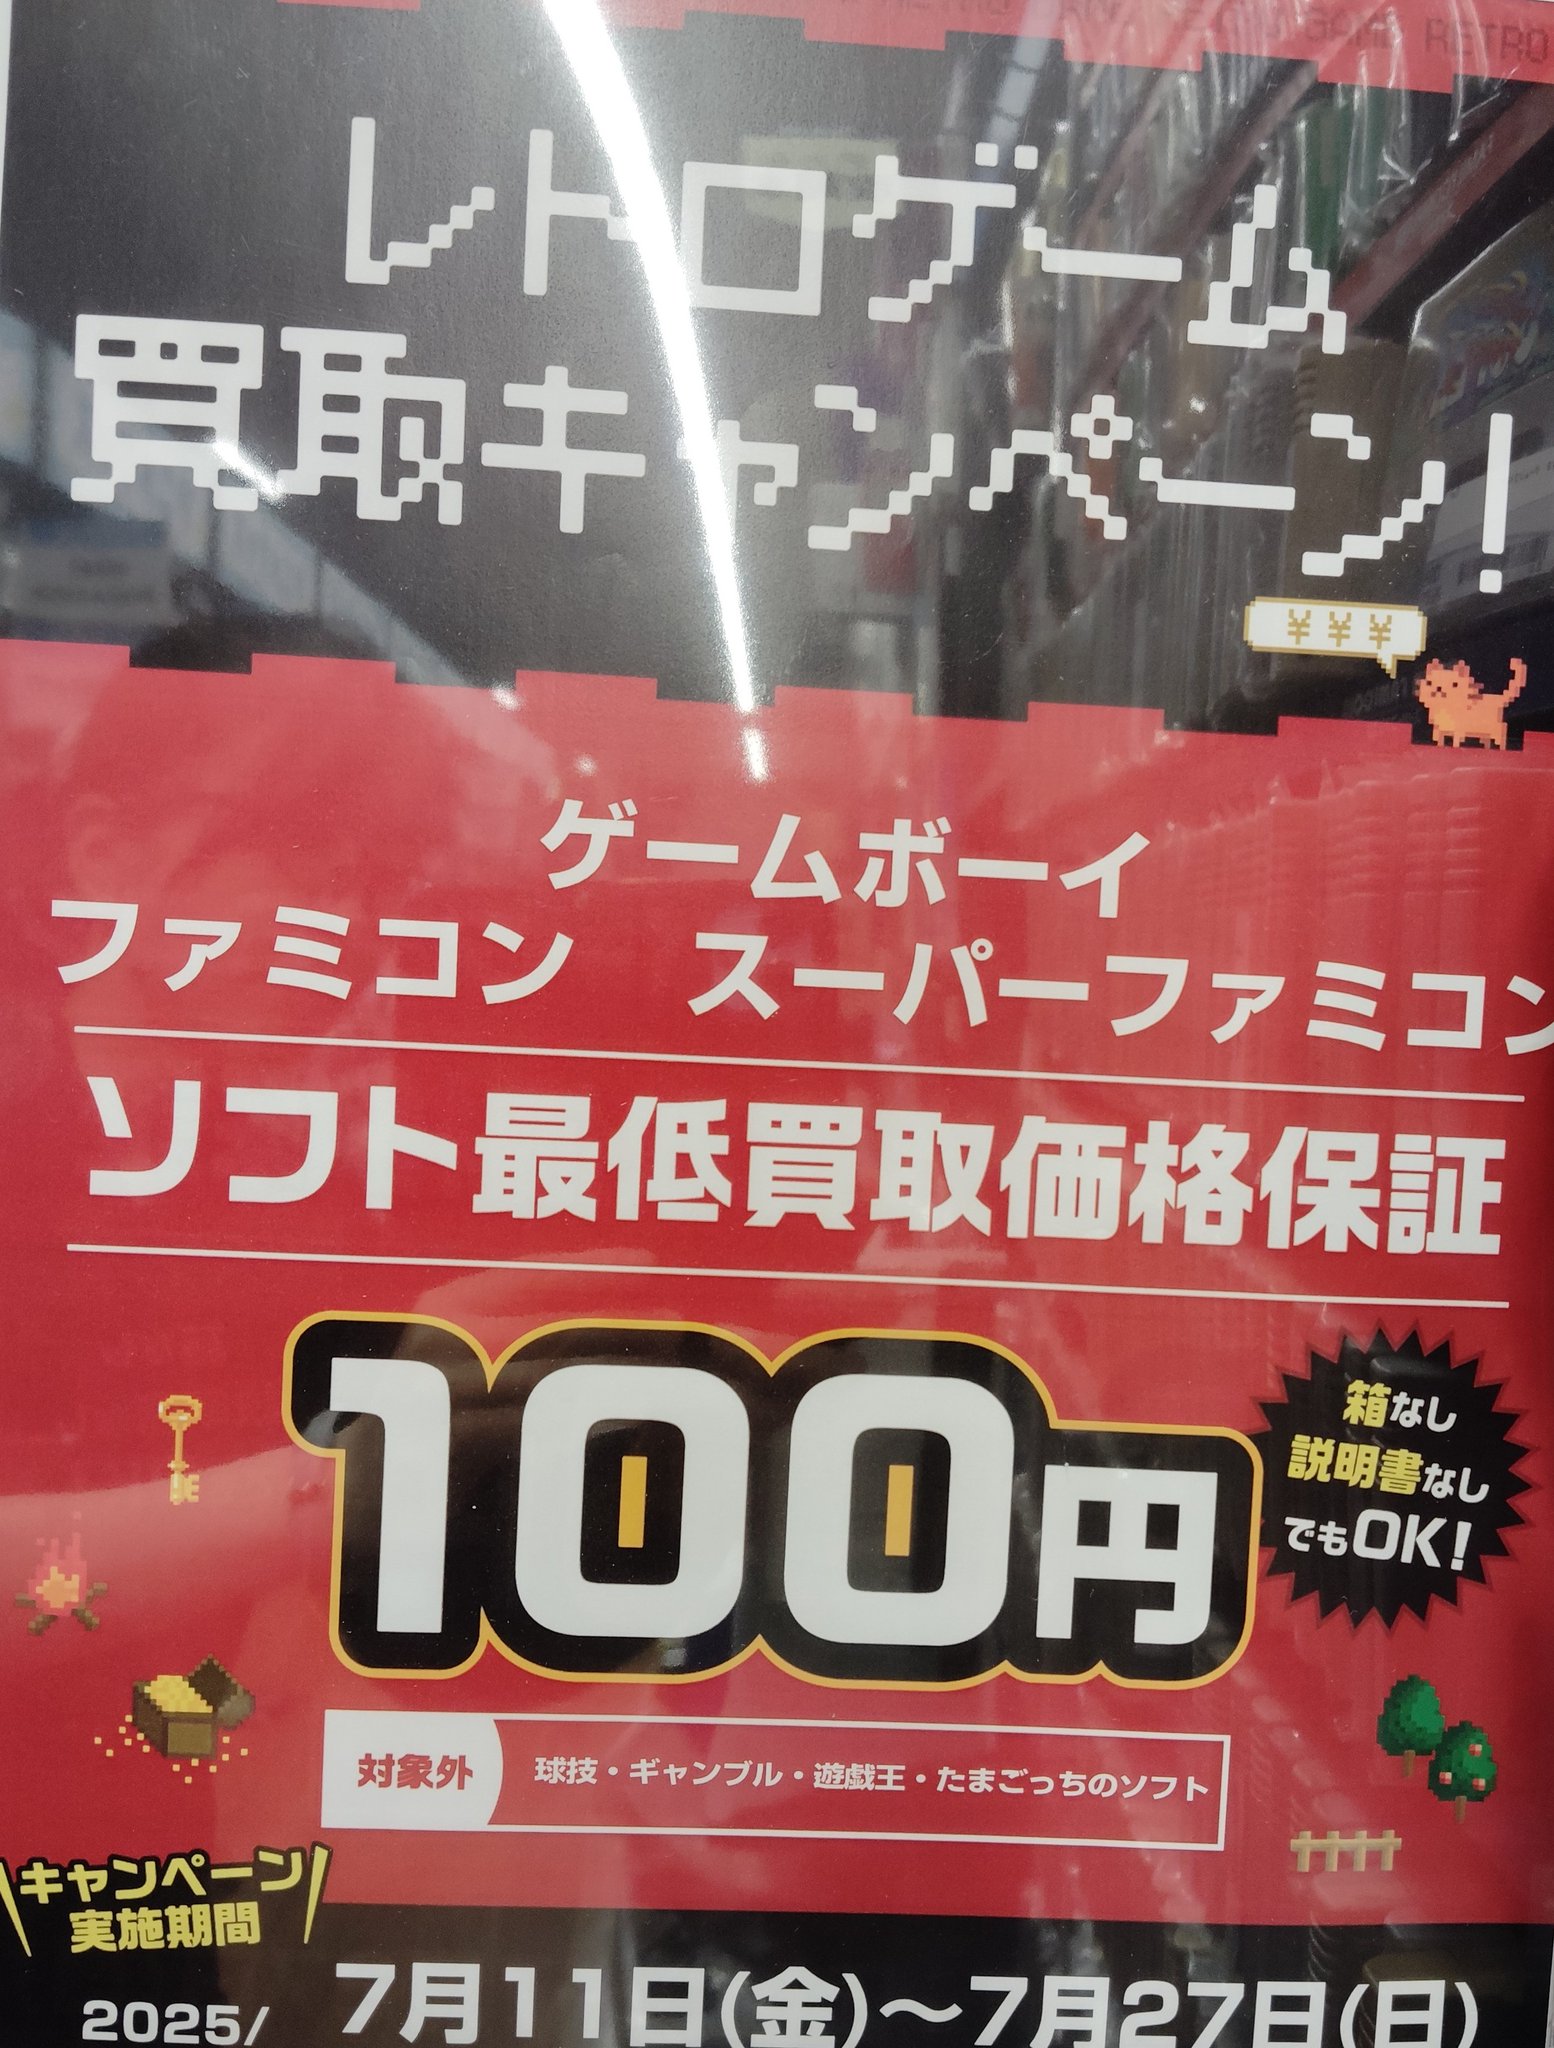 GAME RETRO
レトロゲーム
買取キャンペーン!
¥¥¥
ゲームボーイ
ファミコン スーパーファミコン
ソフト最低買取価格保証
100円
箱なし
説明書なし
でもOK!
対象外 球技・ギャンブル・遊戯王・たまごっちのソフト
キャンペーン
実施期間
2025/ 7月11日(金)～7月27日(日)